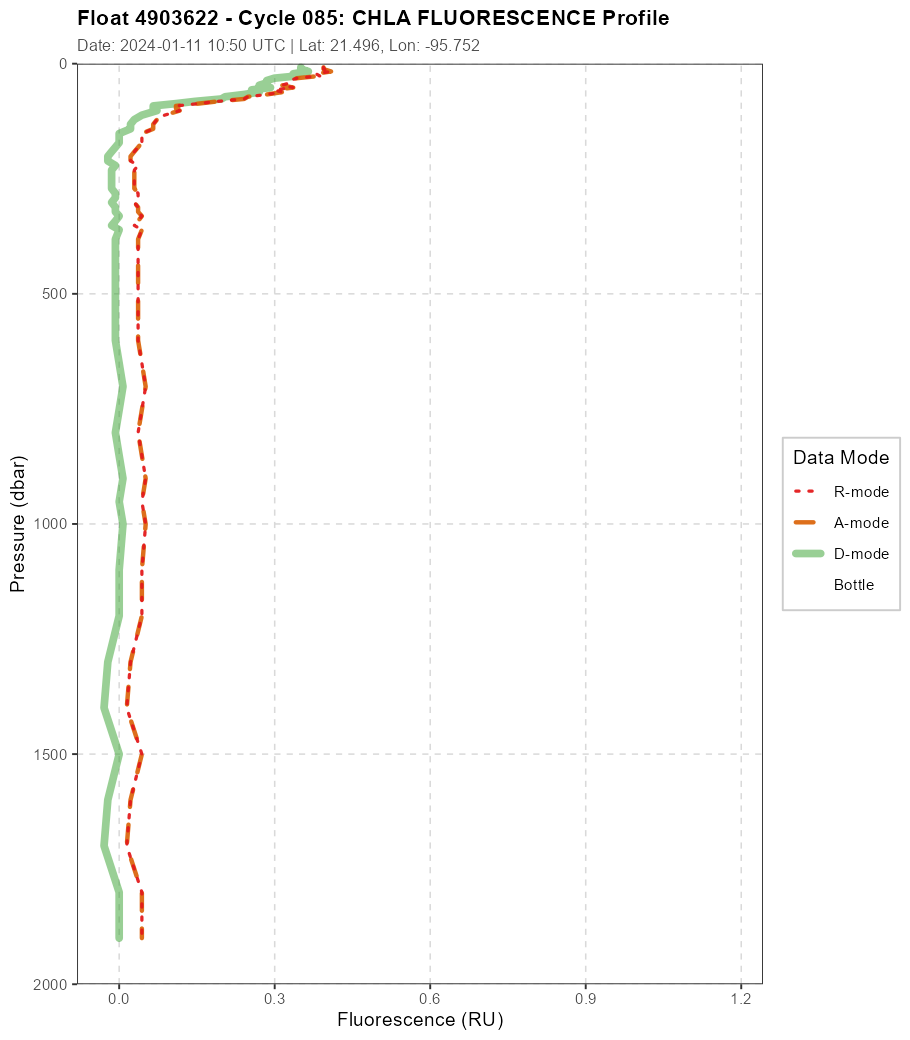 Float 4903622 - Cycle 085: CHLA FLUORESCENCE Profile
Date: 2024-01-11 10:50 UTC | Lat: 21.496, Lon: -95.752
0
500
1000
1500
2000
Pressure (dbar)
0.0 0.3 0.6 0.9 1.2
Fluorescence (RU)
Data Mode
R-mode
A-mode
D-mode
Bottle